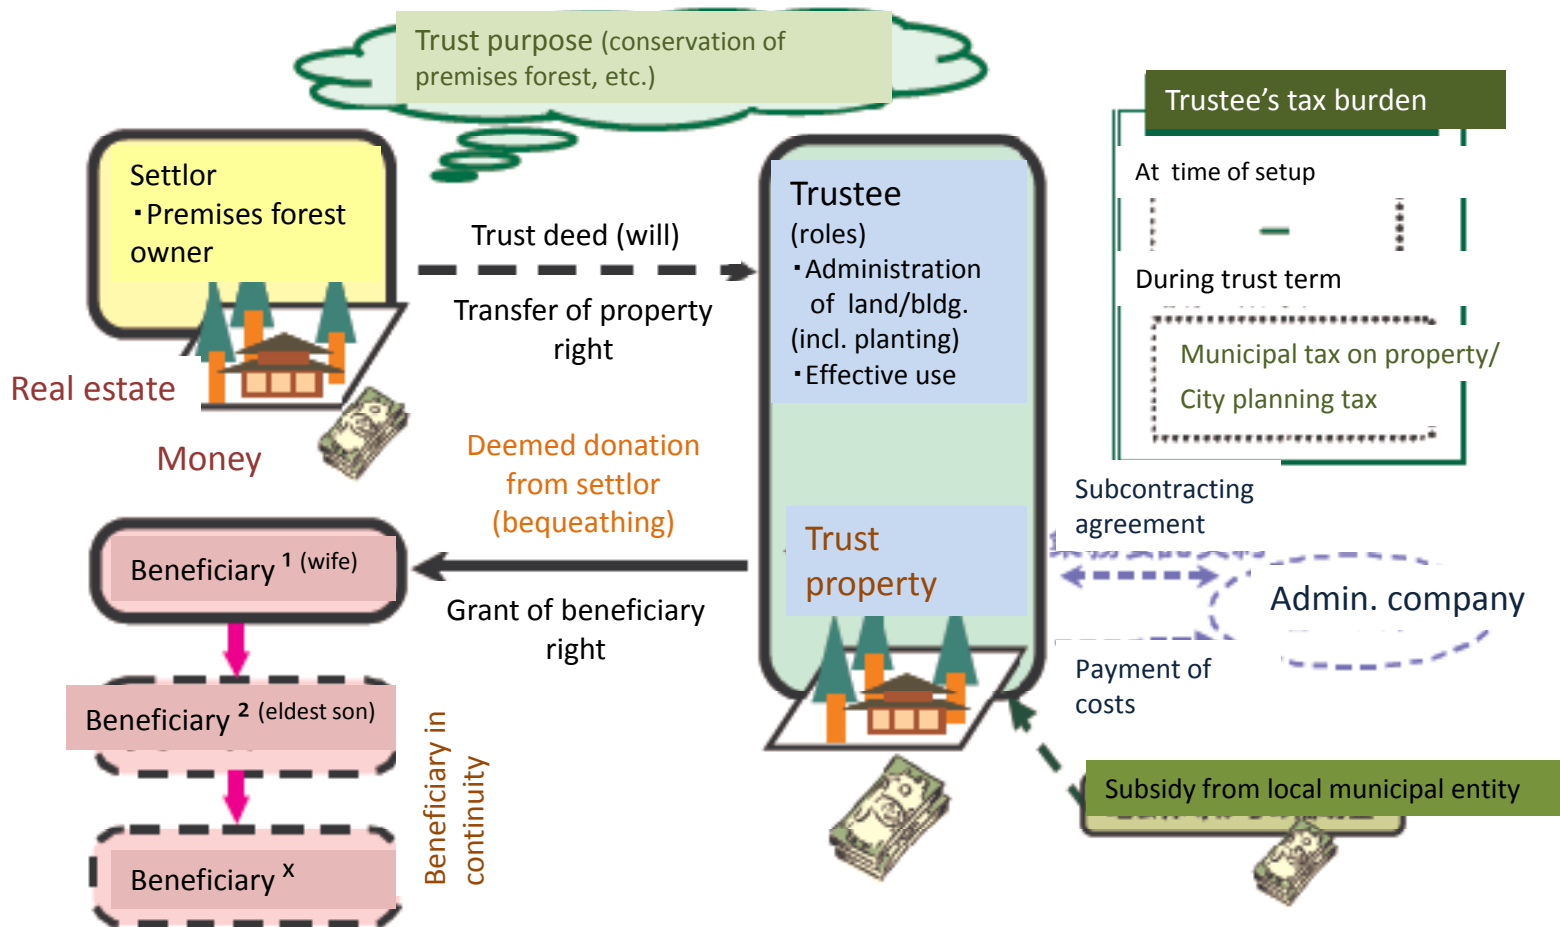 Trust purpose (conservation of
premises forest, etc.)
Trustee's tax burden
At time of setup
–
During trust term
Municipal tax on property/
City planning tax
Settlor
・Premises forest
owner
Real estate
Money
Trust deed (will)
Transfer of property
right
Trustee
(roles)
・Administration
of land/bldg.
(incl. planting)
・Effective use
Deemed donation
from settlor
(bequeathing)
Grant of beneficiary
right
Trust
property
Subcontracting
agreement
Admin. company
Payment of
costs
Subsidy from local municipal entity
Beneficiary 1 (wife)
Beneficiary 2 (eldest son)
Beneficiary X
Beneficiary in
continuity